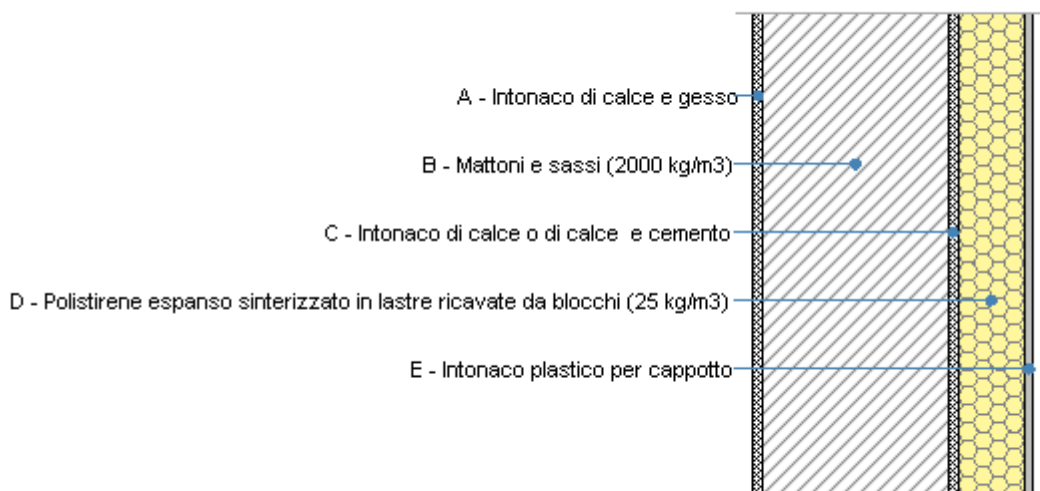 A - Intonaco di calce e gesso
B - Mattoni e sassi (2000 kg/m3)
C - Intonaco di calce o di calce  e cemento
D - Polistirene espanso sinterizzato in lastre ricavate da blocchi (25 kg/m3)
E - Intonaco plastico per cappotto